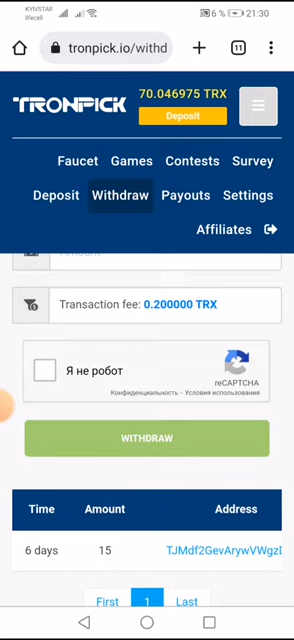 KYIVSTAR
lifecell
6 %
21:30
tronpick.io/withd
11
TRONPICK
70.046975 TRX
Deposit
Faucet Games Contests Survey
Deposit Withdraw Payouts Settings
Affiliates
Amount
Transaction fee: 0.200000 TRX
Я не робот
reCAPTCHA
Конфиденциальность - Условия использования
WITHDRAW
Time Amount Address
6 days 15 TJMdf2GevArywVWgzD
First 1 Last